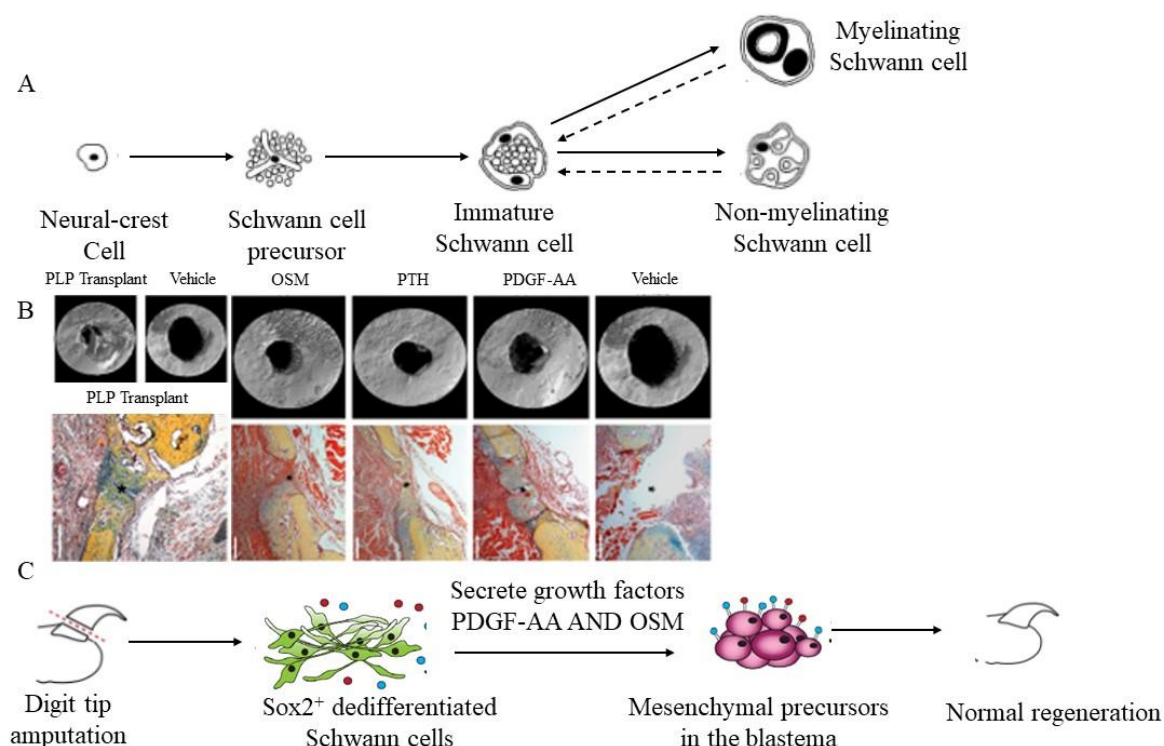 A
Myelinating
Schwann cell
Neural-crest
Cell
Schwann cell
precursor
Immature
Schwann cell
Non-myelinating
Schwann cell
B
PLP Transplant
Vehicle
OSM
PTH
PDGF-AA
Vehicle
PLP Transplant
C
Secrete growth factors
PDGF-AA AND OSM
Digit tip
amputation
Sox2⁺ dedifferentiated
Schwann cells
Mesenchymal precursors
in the blastema
Normal regeneration